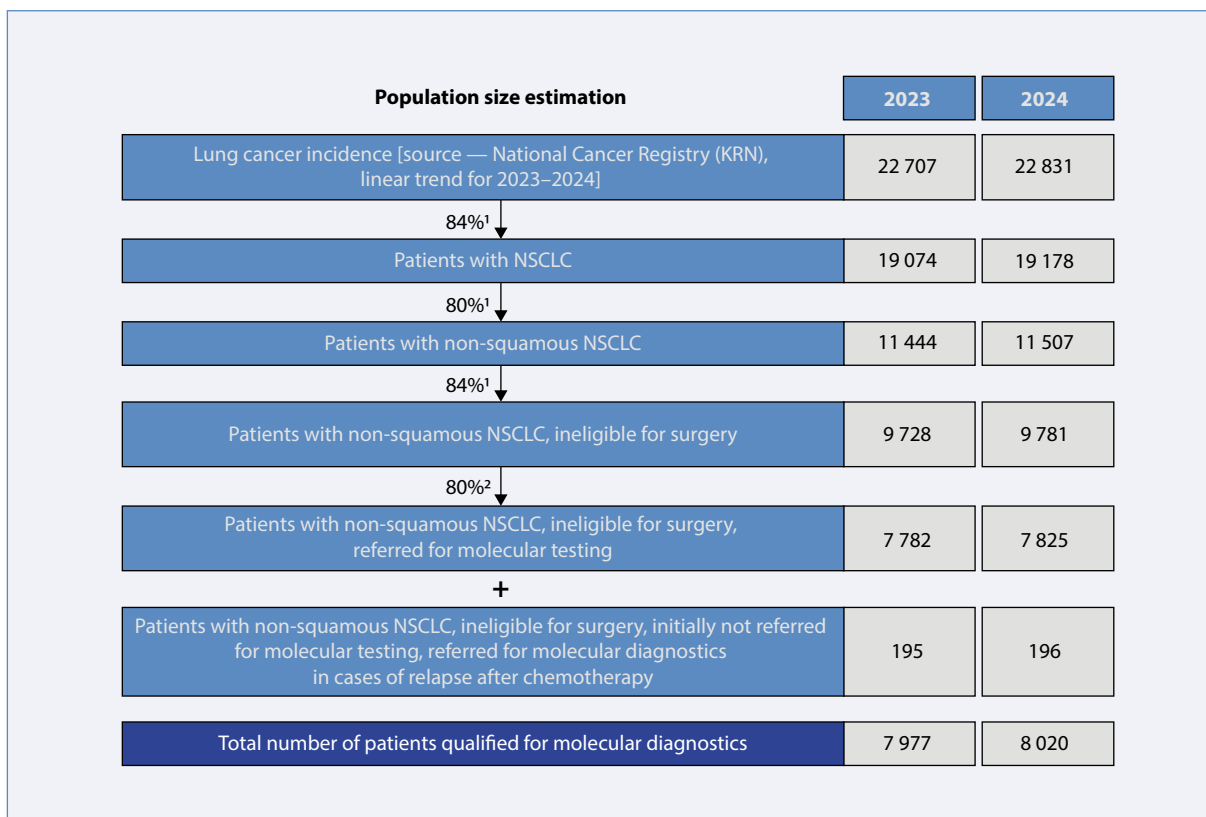 Population size estimation 2023 2024
Lung cancer incidence [source — National Cancer Registry (KRN),
linear trend for 2023–2024]
22 707 22 831
84%¹
Patients with NSCLC 19 074 19 178
80%¹
Patients with non-squamous NSCLC 11 444 11 507
84%¹
Patients with non-squamous NSCLC, ineligible for surgery 9 728 9 781
80%²
Patients with non-squamous NSCLC, ineligible for surgery,
referred for molecular testing
7 782 7 825
+
Patients with non-squamous NSCLC, ineligible for surgery, initially not referred
for molecular testing, referred for molecular diagnostics
in cases of relapse after chemotherapy
195 196
Total number of patients qualified for molecular diagnostics 7 977 8 020